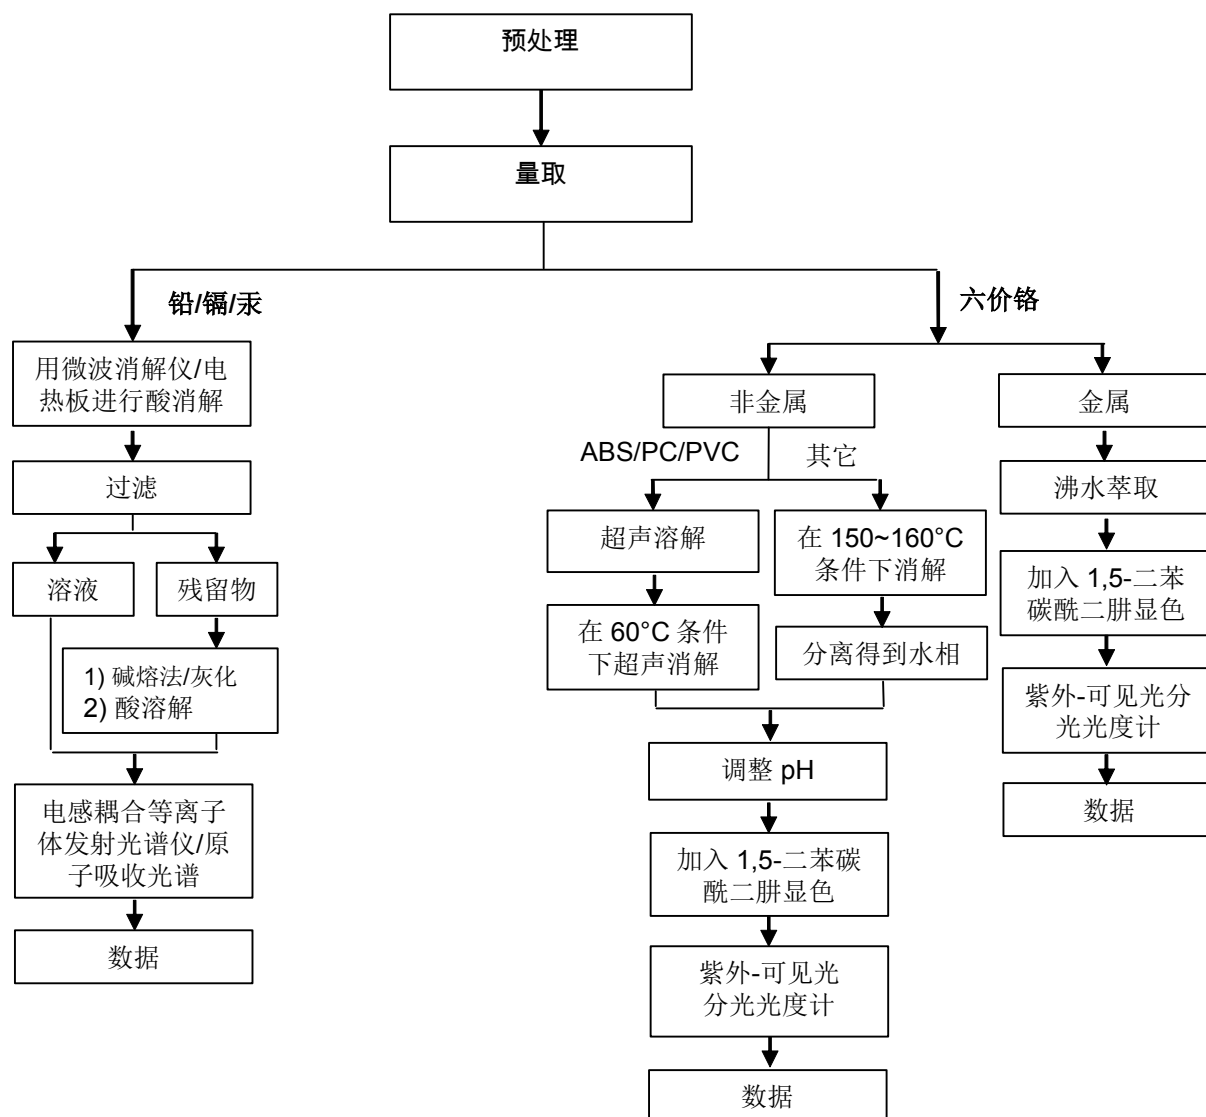 预处理
量取
铅/镉/汞
用微波消解仪/电
热板进行酸消解
过滤
溶液
残留物
1) 碱熔法/灰化
2) 酸溶解
电感耦合等离子
体发射光谱仪/原
子吸收光谱
数据
六价铬
非金属
ABS/PC/PVC
其它
超声溶解
在 60°C 条件
下超声消解
在 150~160°C
条件下消解
分离得到水相
调整 pH
加入 1,5-二苯碳
酰二肼显色
紫外-可见光
分光光度计
数据
金属
沸水萃取
加入 1,5-二苯
碳酰二肼显色
紫外-可见光分
光光度计
数据